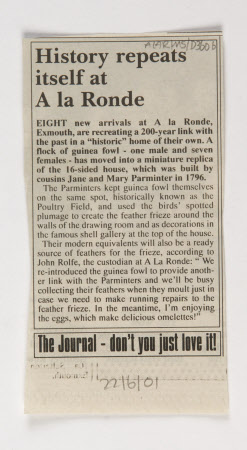 History repeats
itself at
A la Ronde
EIGHT new arrivals at A la Ronde,
Exmouth, are recreating a 200-year link with
the past in a "historic" home of their own. A
flock of guinea fowl - one male and seven
females - has moved into a miniature replica
of the 16-sided house, which was built by
cousins Jane and Mary Parminter in 1796.
The Parminters kept guinea fowl themselves
on the same spot, historically known as the
Poultry Field, and used the birds' spotted
plumage to create the feather frieze around the
walls of the drawing room and as decorations in
the famous shell gallery at the top of the house.
Their modern equivalents will also be a ready
source of feathers for the frieze, according to
John Rolfe, the custodian at A La Ronde: "We
re-introduced the guinea fowl to provide anoth-
er link with the Parminters and we'll be busy
collecting their feathers when they moult just in
case we need to make running repairs to the
feather frieze. In the meantime, I'm enjoying
the eggs, which make delicious omelettes!"
The Journal - don't you just love it!
22/6/01